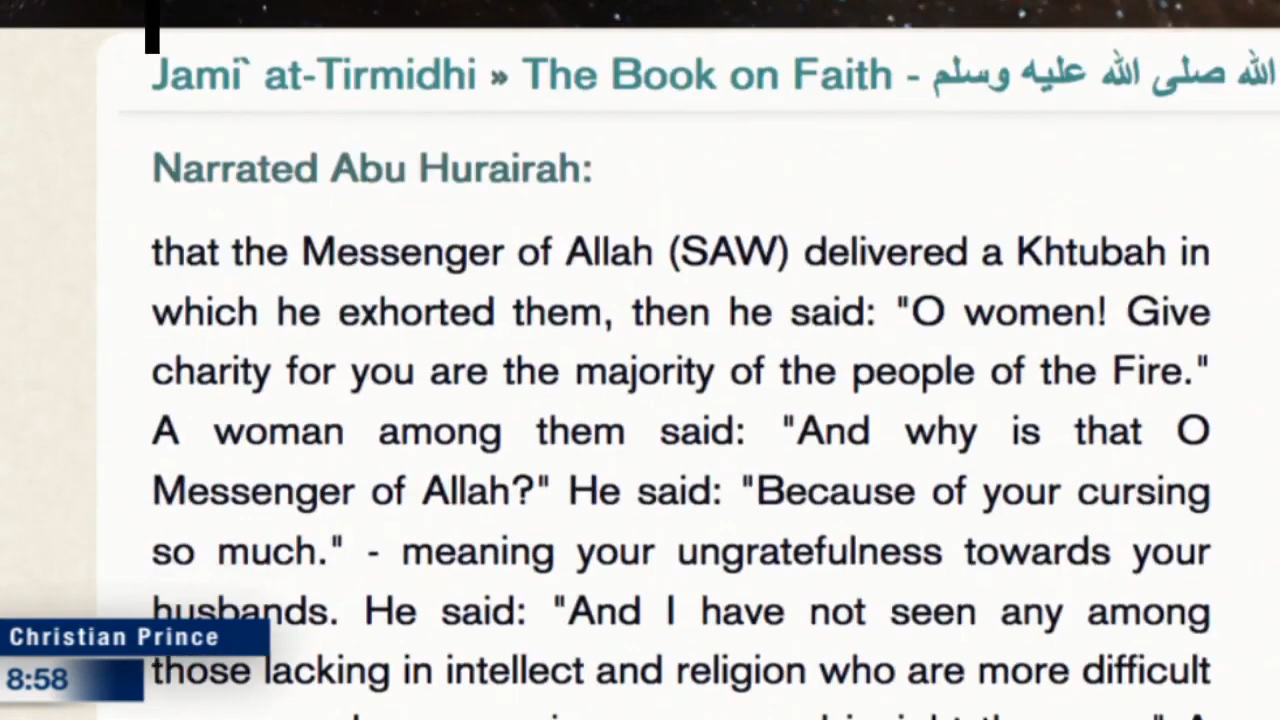 Jami` at-Tirmidhi » The Book on Faith - الله صلى الله عليه وسلم
Narrated Abu Hurairah:
that the Messenger of Allah (SAW) delivered a Khtubah in
which he exhorted them, then he said: "O women! Give
charity for you are the majority of the people of the Fire."
A woman among them said: "And why is that O
Messenger of Allah?" He said: "Because of your cursing
so much." - meaning your ungratefulness towards your
husbands. He said: "And I have not seen any among
those lacking in intellect and religion who are more difficult
Christian Prince
8:58